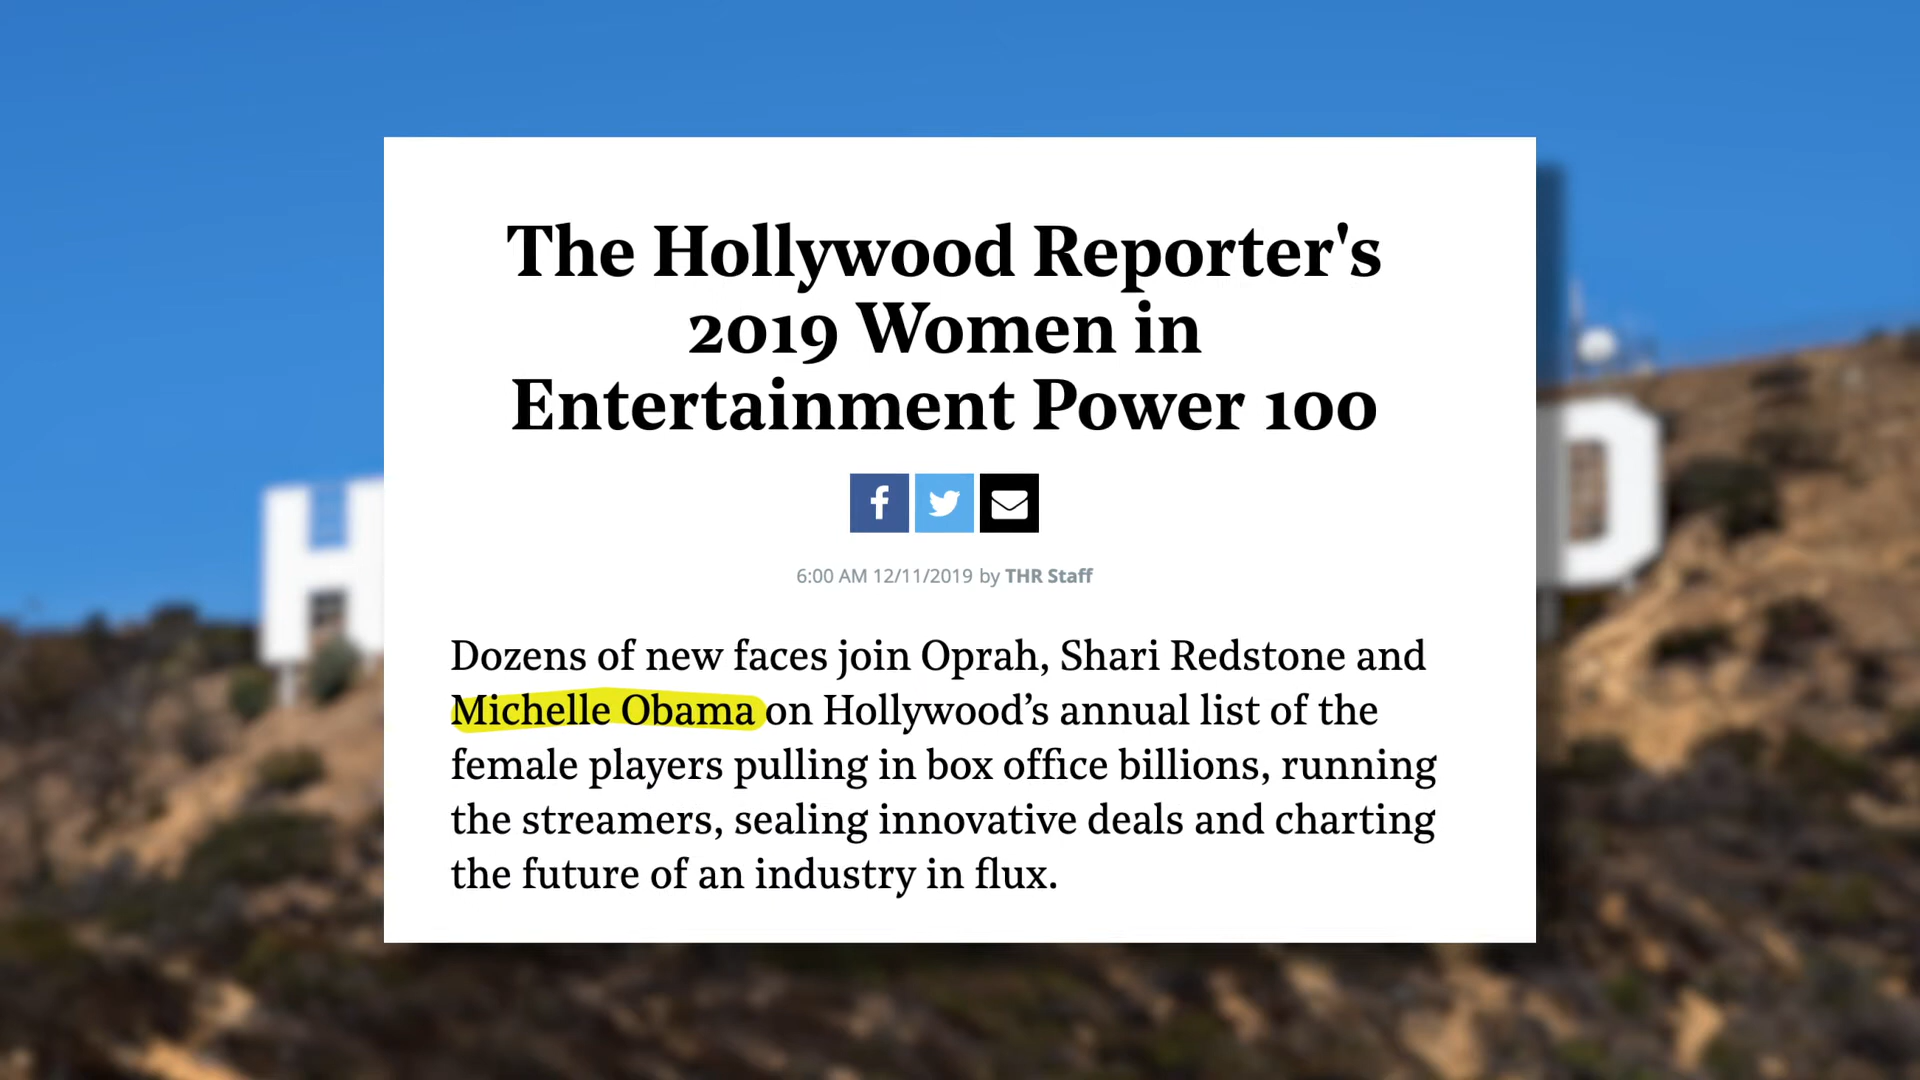 The Hollywood Reporter's
2019 Women in
Entertainment Power 100
6:00 AM 12/11/2019 by THR Staff
Dozens of new faces join Oprah, Shari Redstone and
Michelle Obama on Hollywood’s annual list of the
female players pulling in box office billions, running
the streamers, sealing innovative deals and charting
the future of an industry in flux.
H
D